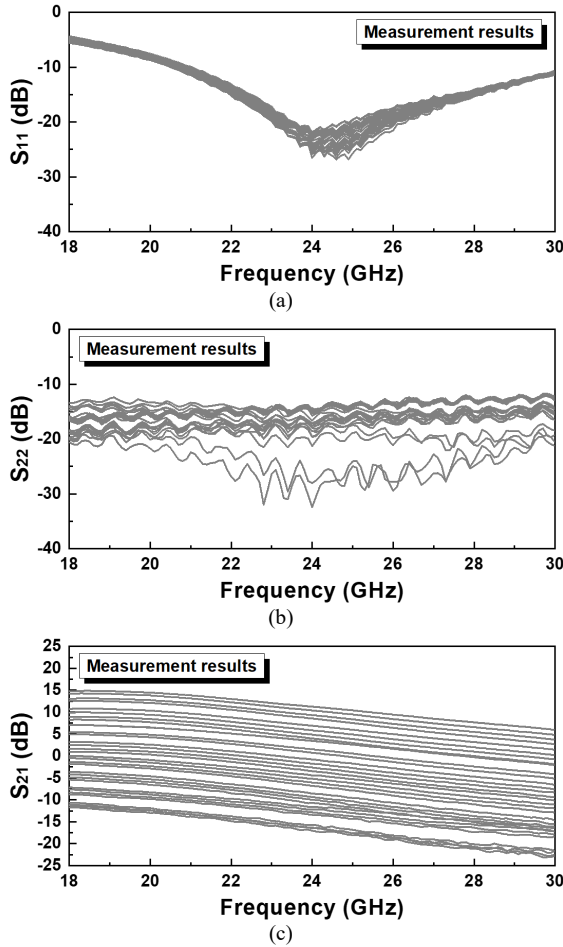 0
Measurement results
-10
-20
-30
-40
S11 (dB)
18 20 22 24 26 28 30
Frequency (GHz)
(a)
0
Measurement results
-10
-20
-30
-40
S22 (dB)
18 20 22 24 26 28 30
Frequency (GHz)
(b)
25
20
Measurement results
15
10
5
0
-5
-10
-15
-20
-25
S21 (dB)
18 20 22 24 26 28 30
Frequency (GHz)
(c)